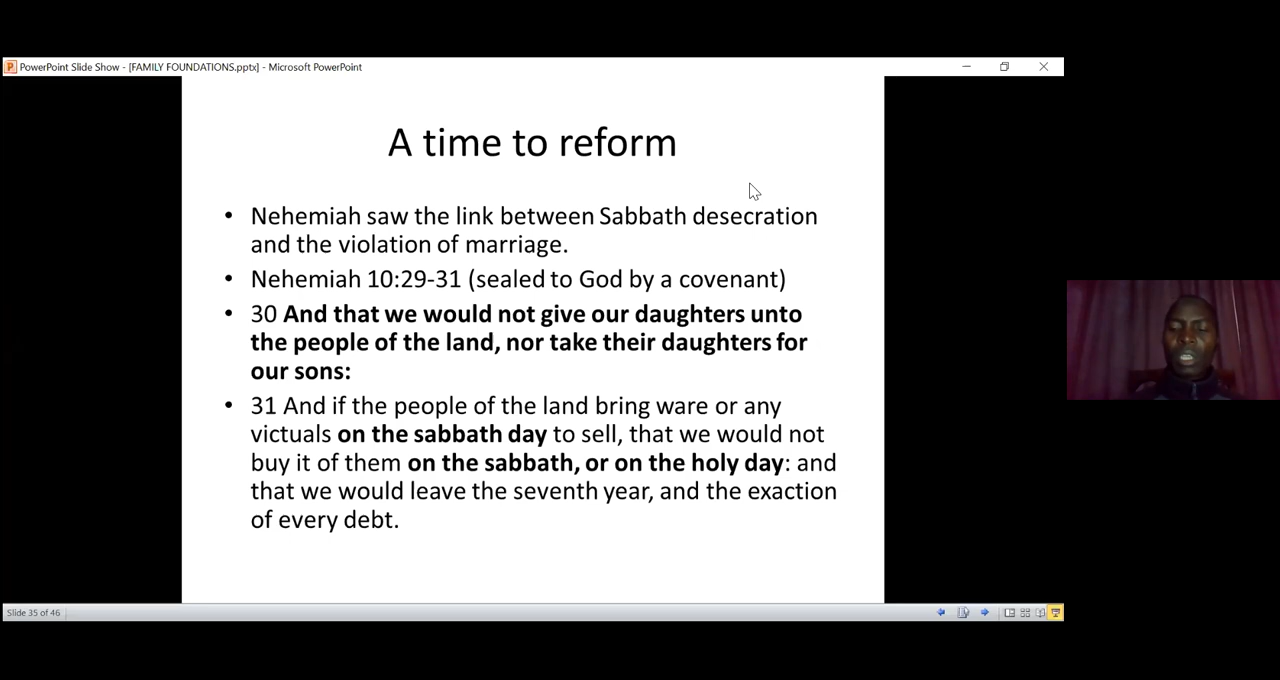 PowerPoint Slide Show - [FAMILY FOUNDATIONS.pptx] - Microsoft PowerPoint
A time to reform
• Nehemiah saw the link between Sabbath desecration
and the violation of marriage.
• Nehemiah 10:29-31 (sealed to God by a covenant)
• 30 And that we would not give our daughters unto
the people of the land, nor take their daughters for
our sons:
• 31 And if the people of the land bring ware or any
victuals on the sabbath day to sell, that we would not
buy it of them on the sabbath, or on the holy day: and
that we would leave the seventh year, and the exaction
of every debt.
Slide 35 of 46